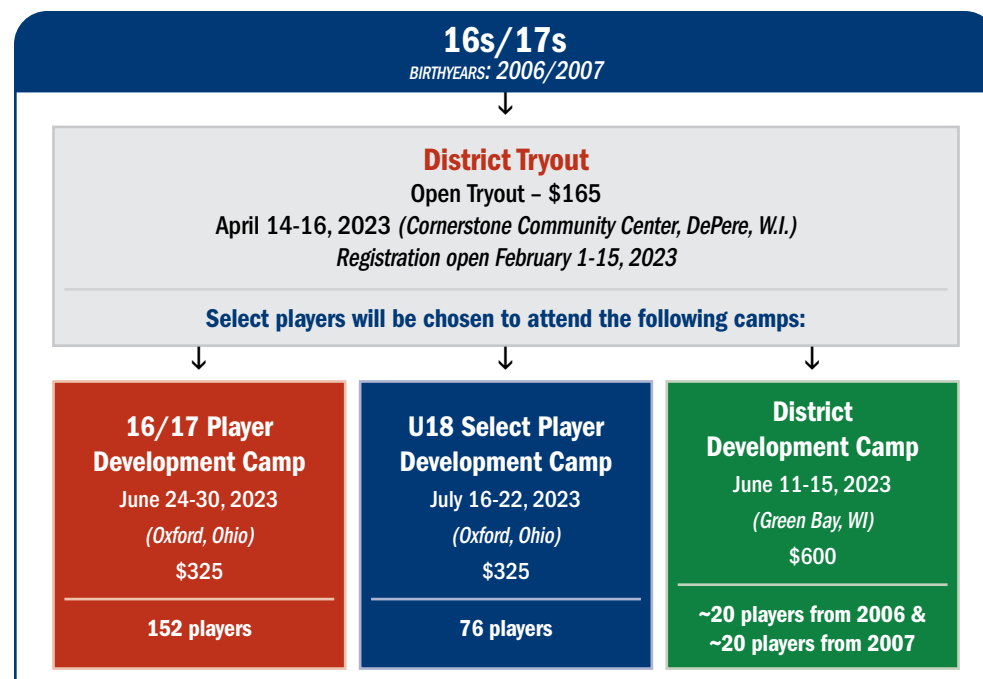 16s/17s
BIRTHYEARS: 2006/2007
District Tryout
Open Tryout – $165
April 14-16, 2023 (Cornerstone Community Center, DePere, W.I.)
Registration open February 1-15, 2023
Select players will be chosen to attend the following camps:
16/17 Player
Development Camp
June 24-30, 2023
(Oxford, Ohio)
$325
152 players
U18 Select Player
Development Camp
July 16-22, 2023
(Oxford, Ohio)
$325
76 players
District
Development Camp
June 11-15, 2023
(Green Bay, WI)
$600
~20 players from 2006 &
~20 players from 2007